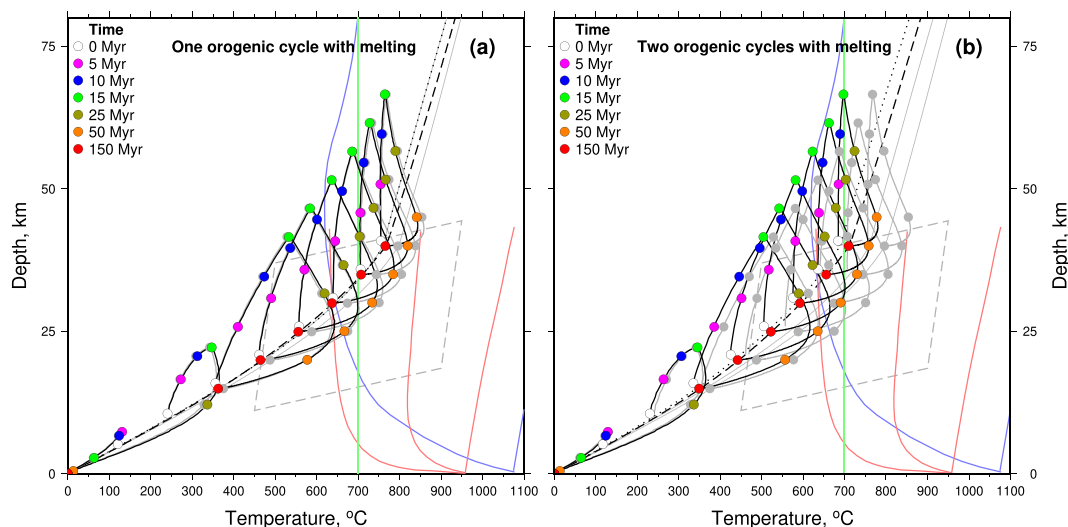 Time
0 Myr
5 Myr
10 Myr
15 Myr
25 Myr
50 Myr
150 Myr
One orogenic cycle with melting
(a)
Depth, km
75
50
25
0
0 100 200 300 400 500 600 700 800 900 1000 1100
Temperature, ºC
Time
0 Myr
5 Myr
10 Myr
15 Myr
25 Myr
50 Myr
150 Myr
Two orogenic cycles with melting
(b)
75
50
25
0
Depth, km
0 100 200 300 400 500 600 700 800 900 1000 1100
Temperature, ºC